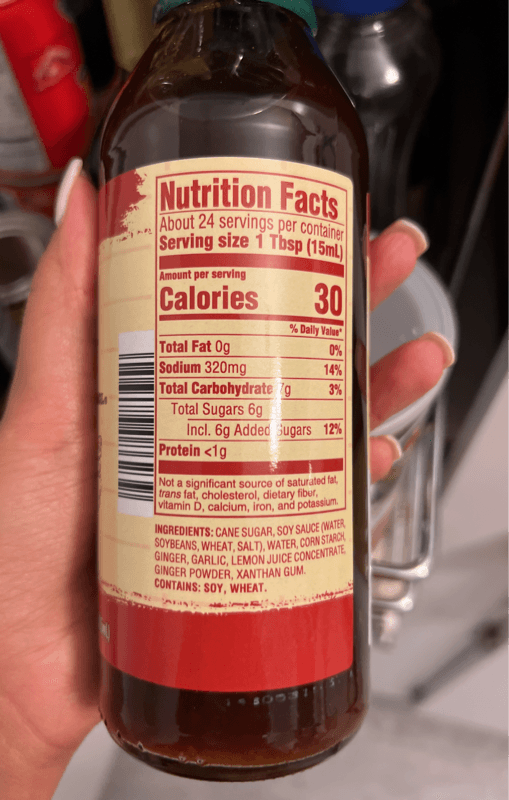 Nutrition Facts
About 24 servings per container
Serving size 1 Tbsp (15mL)
Amount per serving
Calories 30
% Daily Value*
Total Fat 0g 0%
Sodium 320mg 14%
Total Carbohydrate 7g 3%
Total Sugars 6g
Incl. 6g Added Sugars 12%
Protein <1g
Not a significant source of saturated fat,
trans fat, cholesterol, dietary fiber,
vitamin D, calcium, iron, and potassium.
INGREDIENTS: CANE SUGAR, SOY SAUCE (WATER,
SOYBEANS, WHEAT, SALT), WATER, CORN STARCH,
GINGER, GARLIC, LEMON JUICE CONCENTRATE,
GINGER POWDER, XANTHAN GUM.
CONTAINS: SOY, WHEAT.